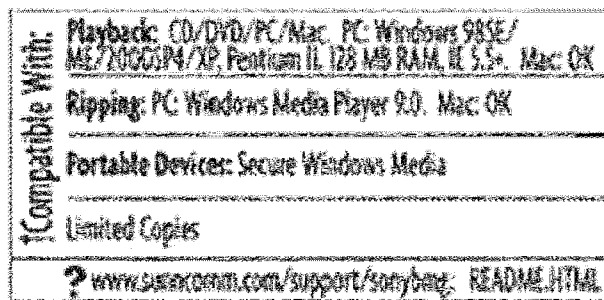 †Compatible With:
Playback: CD/DVD/PC/Mac PC: Windows 98SE/
ME/2000SP4/XP, Pentium II, 128 MB RAM, IE 5.5+. Mac: OK
Ripping: PC: Windows Media Player 9.0. Mac: OK
Portable Devices: Secure Windows Media
Limited Copies
? www.sunncomm.com/support/sonybmg; README.HTML